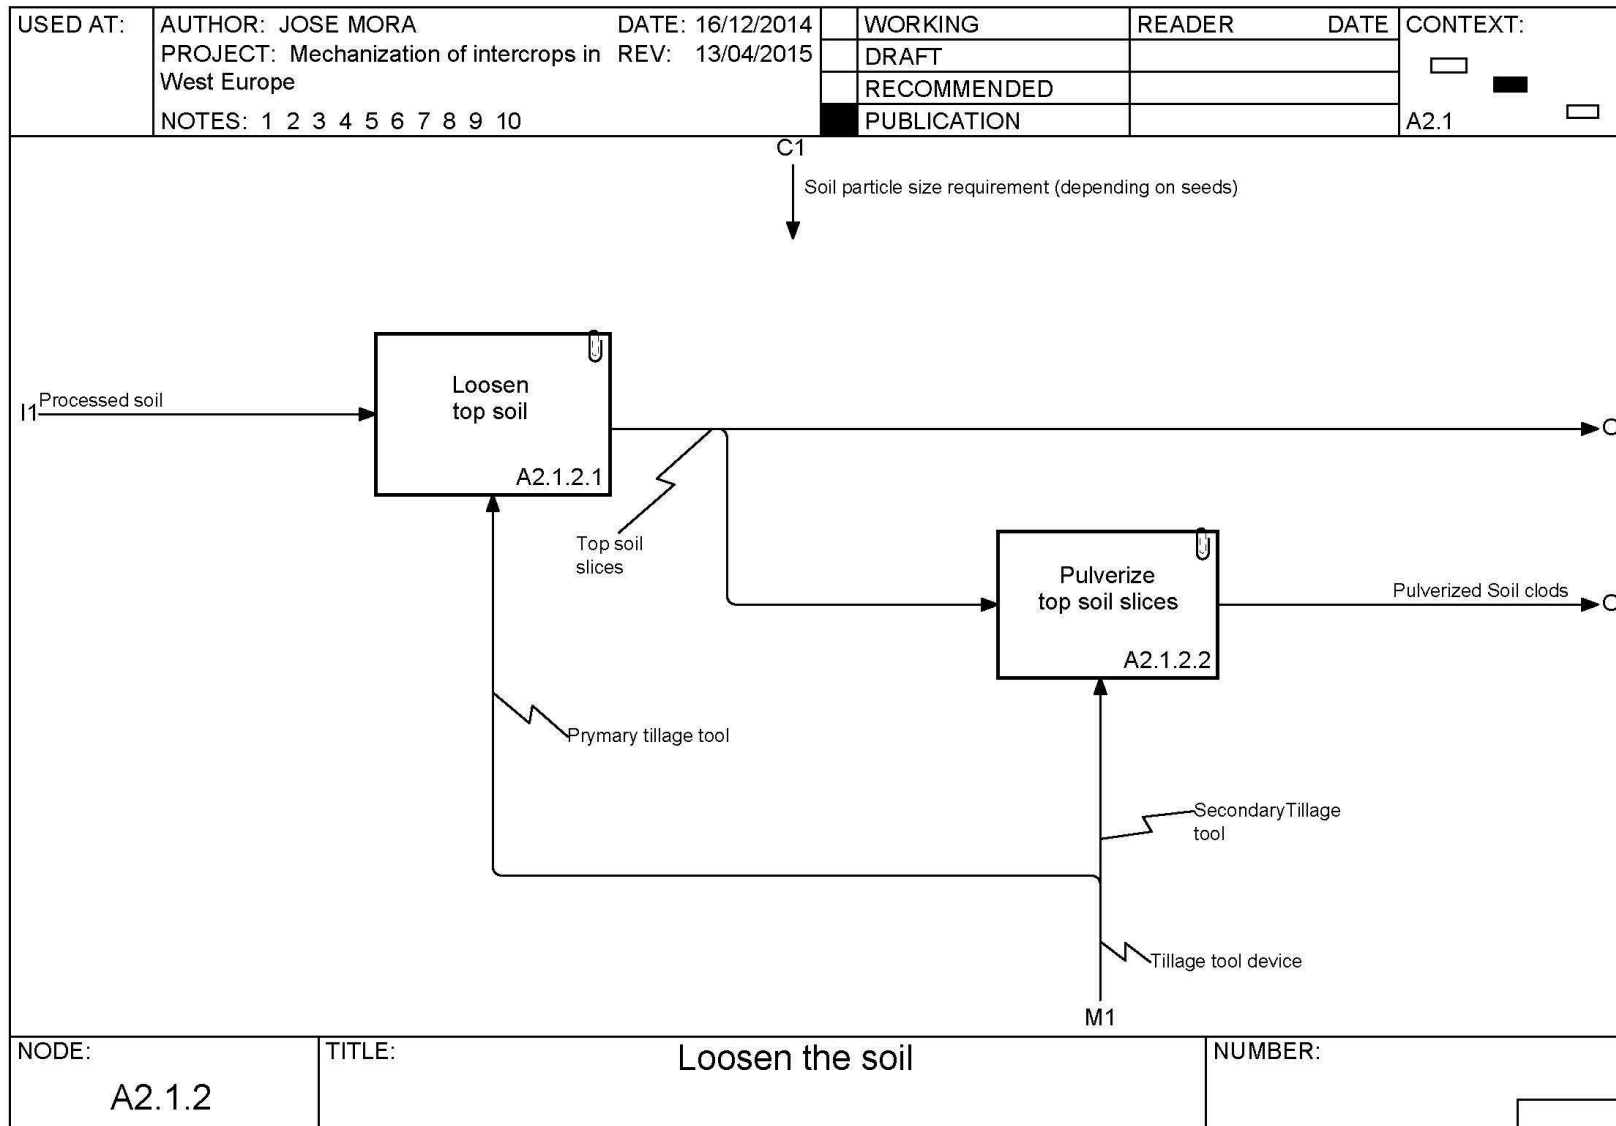 USED AT:
AUTHOR: JOSE MORA
DATE: 16/12/2014
PROJECT: Mechanization of intercrops in
REV: 13/04/2015
West Europe
NOTES: 1 2 3 4 5 6 7 8 9 10
WORKING
DRAFT
RECOMMENDED
PUBLICATION
READER
DATE
CONTEXT:
A2.1
C1
Soil particle size requirement (depending on seeds)
I1
Processed soil
Loosen
top soil
A2.1.2.1
Top soil
slices
Pulverize
top soil slices
A2.1.2.2
Pulverized Soil clods
Prymary tillage tool
SecondaryTillage
tool
Tillage tool device
M1
NODE:
A2.1.2
TITLE:
Loosen the soil
NUMBER: